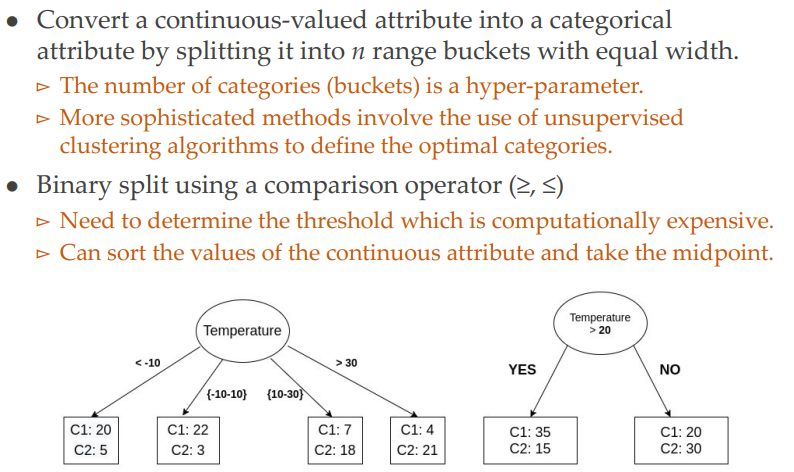 • Convert a continuous-valued attribute into a categorical
attribute by splitting it into n range buckets with equal width.
▻ The number of categories (buckets) is a hyper-parameter.
▻ More sophisticated methods involve the use of unsupervised
clustering algorithms to define the optimal categories.
• Binary split using a comparison operator (≥, ≤)
▻ Need to determine the threshold which is computationally expensive.
▻ Can sort the values of the continuous attribute and take the midpoint.
Temperature
< -10
{-10-10}
{10-30}
> 30
C1: 20
C2: 5
C1: 22
C2: 3
C1: 7
C2: 18
C1: 4
C2: 21
Temperature
> 20
YES
NO
C1: 35
C2: 15
C1: 20
C2: 30